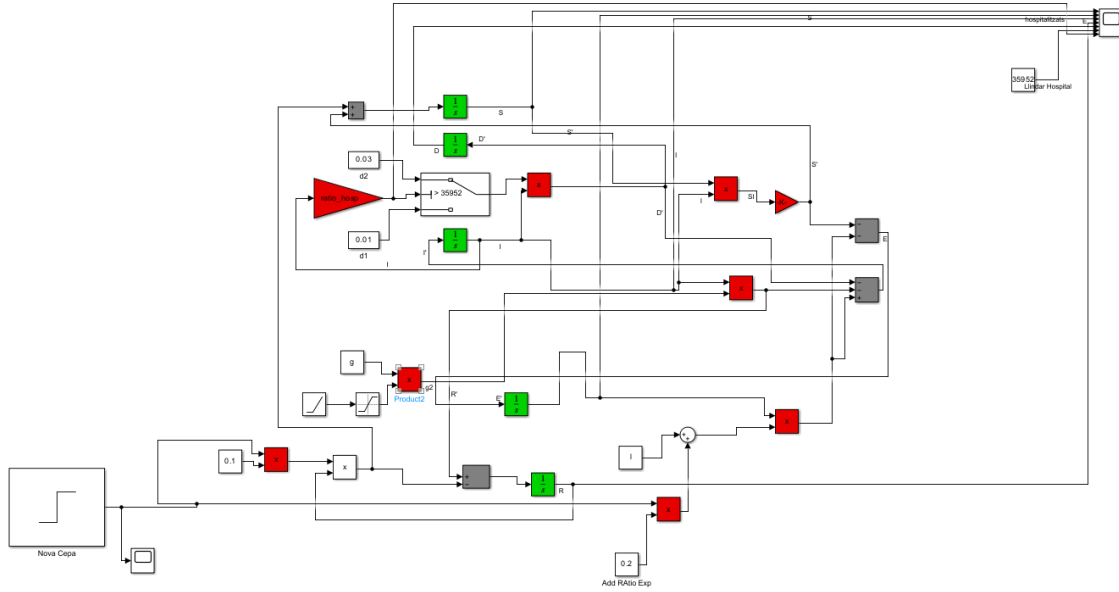 S
hospitalitzats
E
35952
Llindar Hospital
+
+
1
s
S
S'
D
1
s
D'
0.03
d2
I
S'
ratio_hosp
> 35952
x
x
I
SI
K-
D'
0.01
d1
I'
1
s
I
I
−
−
E
x
−
−
+
g
x
g2
Product2
R'
E'
1
s
x
l
+
+
0.1
x
x
+
−
1
s
R
x
Nova Cepa
0.2
Add RAtio Exp